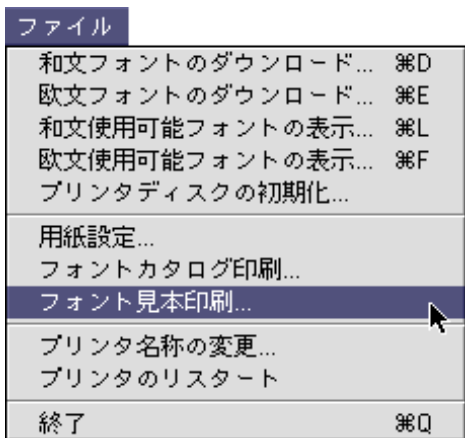 ファイル
和文フォントのダウンロード... ⌘D
欧文フォントのダウンロード... ⌘E
和文使用可能フォントの表示... ⌘L
欧文使用可能フォントの表示... ⌘F
プリンタディスクの初期化...
用紙設定...
フォントカタログ印刷...
フォント見本印刷...
プリンタ名称の変更...
プリンタのリスタート
終了 ⌘Q